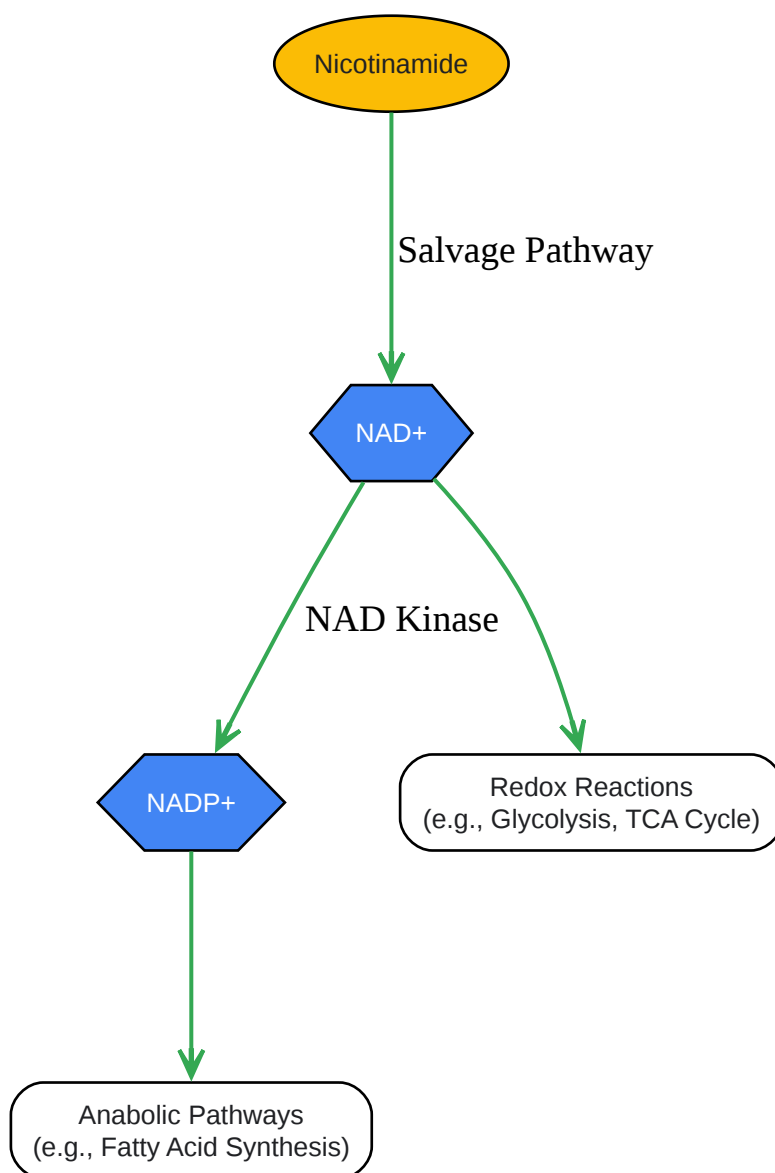 Nicotinamide
Salvage Pathway
NAD+
NAD Kinase
NADP+
Redox Reactions
(e.g., Glycolysis, TCA Cycle)
Anabolic Pathways
(e.g., Fatty Acid Synthesis)